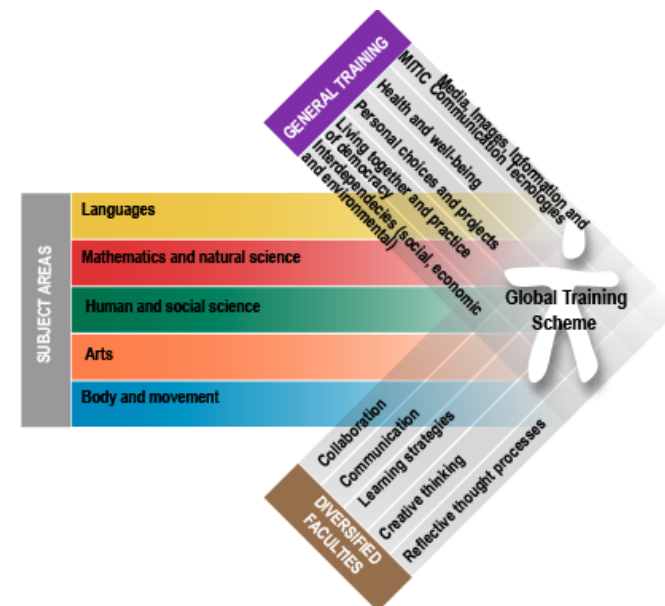 GENERAL TRAINING
MITIC Media, Images, Information and
Communication Tecnologies
Health and well-being
Personal choices and projects
Living together and practice
of democracy
Interdependecies (social, economic
and environmental)
SUBJECT AREAS
Languages
Mathematics and natural science
Human and social science
Arts
Body and movement
Global Training
Scheme
DIVERSIFIED
FACULTIES
Collaboration
Communication
Learning strategies
Creative thinking
Reflective thought processes